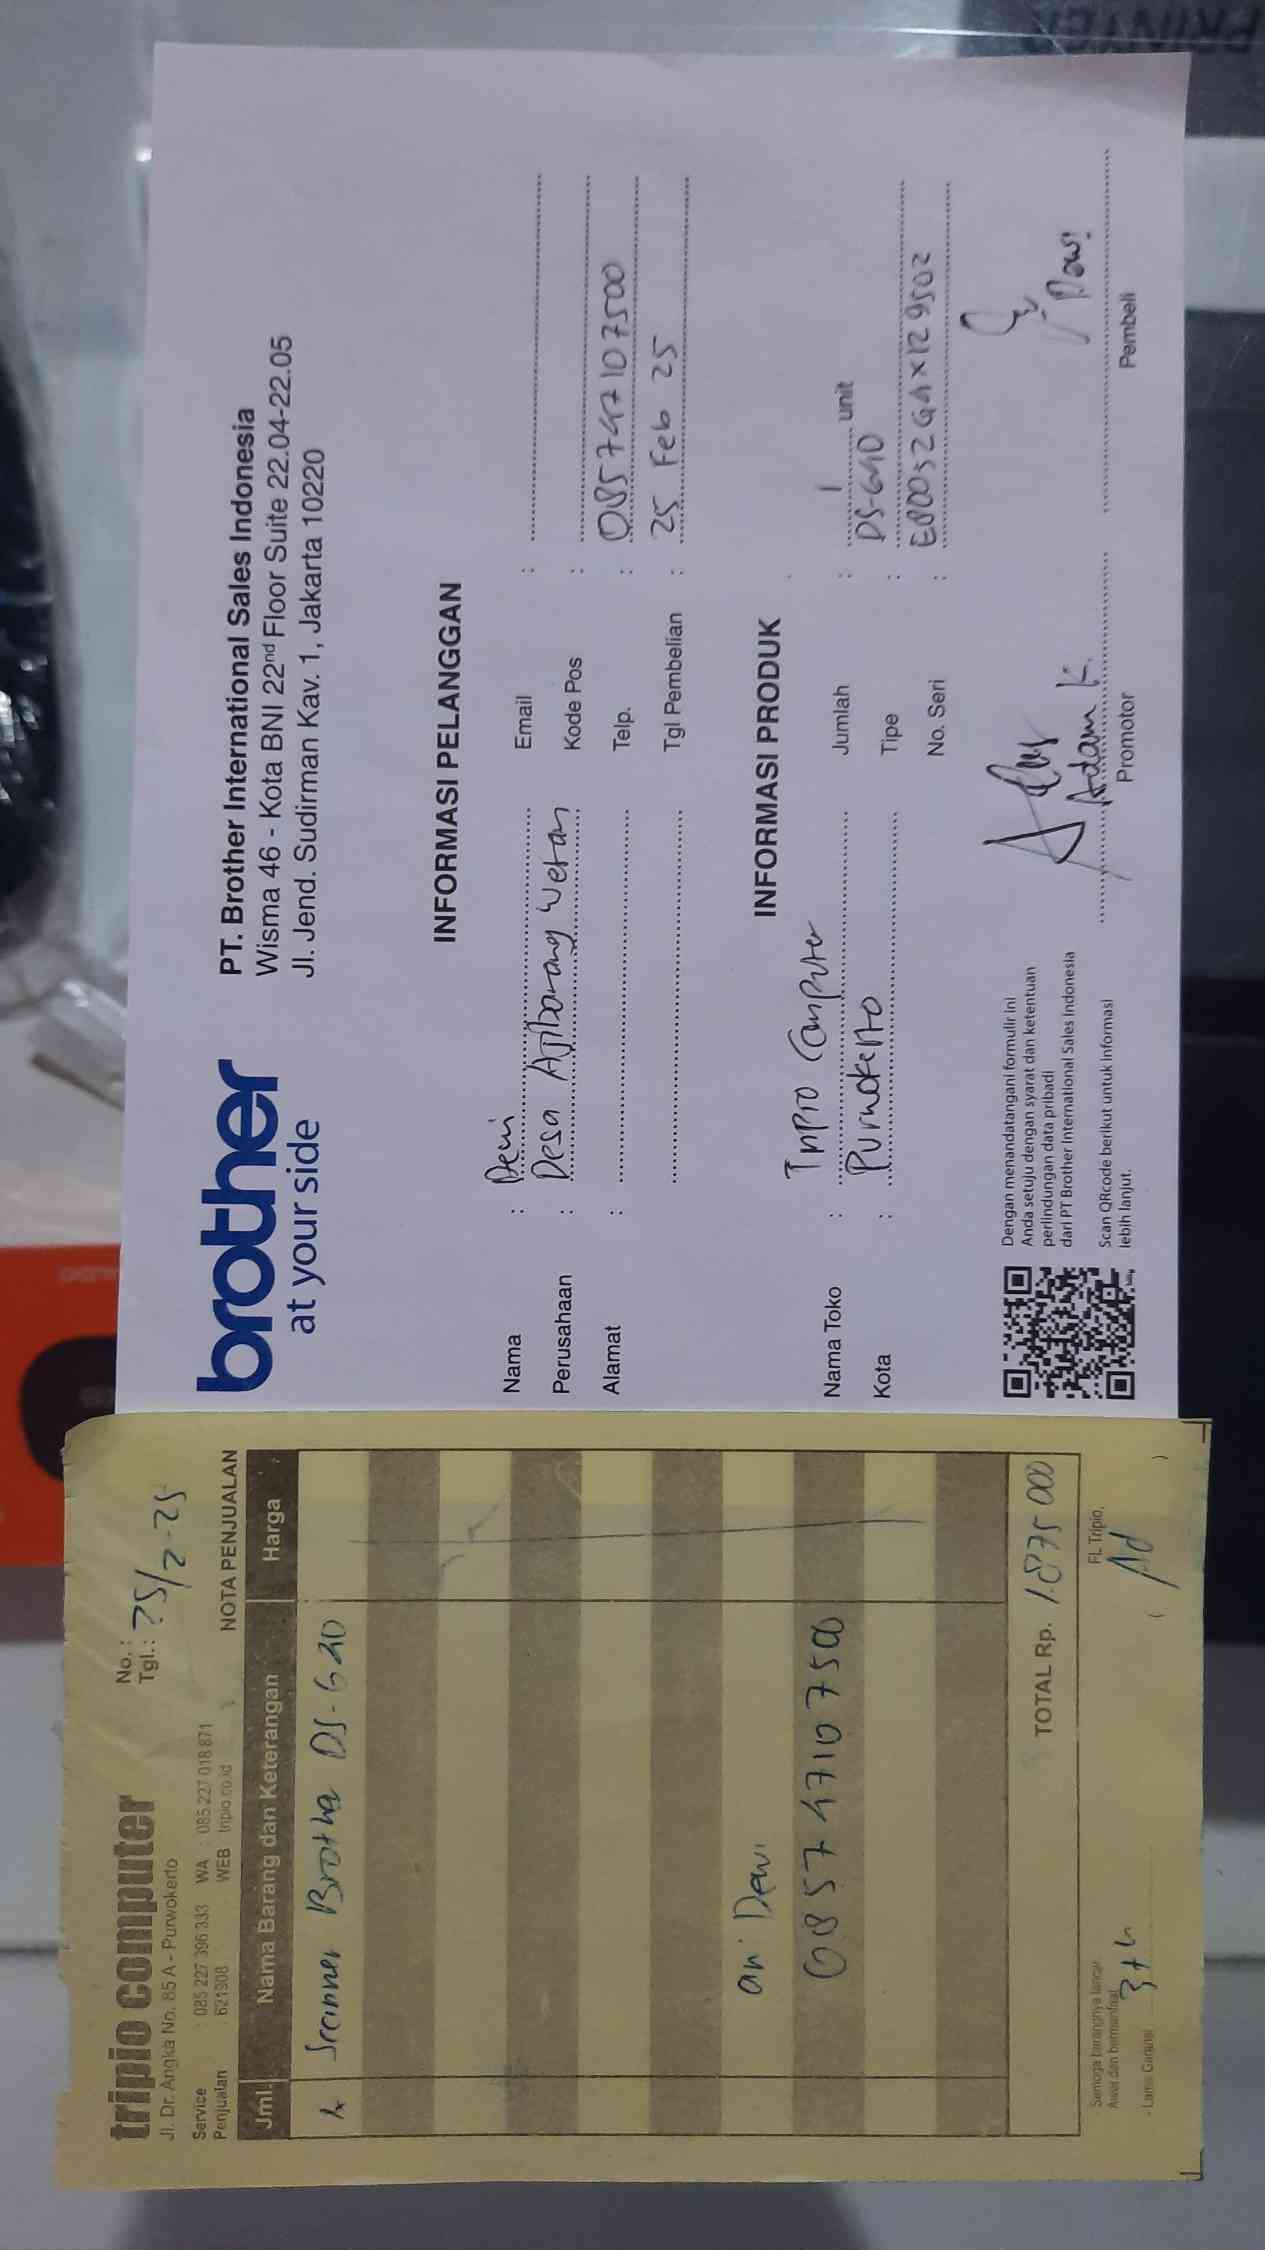 tripio computer
Jl. Dr. Angka No. 85 A - Purwokerto
Service : 085 227 396 333 WA : 085 227 018 871
Penjualan : 621908 WEB : tripio.co.id
No.:
Tgl.: 25/2-25
NOTA PENJUALAN
Jml. Nama Barang dan Keterangan Harga
1x Scanner Brother DS-640
an. Dewi
085747107500
TOTAL Rp. 1.875 000
Semoga barangnya lancar,
Awet dan bermanfaat
- Lama Garansi 3th
FL Tripio,
( Ad )
brother
at your side
PT. Brother International Sales Indonesia
Wisma 46 - Kota BNI 22nd Floor Suite 22.04-22.05
Jl. Jend. Sudirman Kav. 1, Jakarta 10220
INFORMASI PELANGGAN
Nama : Dewi
Perusahaan : Desa Ajibarang Wetan
Alamat :
Email :
Kode Pos :
Telp. : 085747107500
Tgl Pembelian : 25 Feb 25
INFORMASI PRODUK
Nama Toko : Tripio Computer
Kota : Purwokerto
Jumlah : 1 unit
Tipe : DS-640
No. Seri :
Dengan menandatangani formulir ini
Anda setuju dengan syarat dan ketentuan
perlindungan data pribadi
dari PT Brother International Sales Indonesia
Scan QRcode berikut untuk informasi
lebih lanjut.
Adam K.
Promotor
Dewi
Pembeli
PRINTER